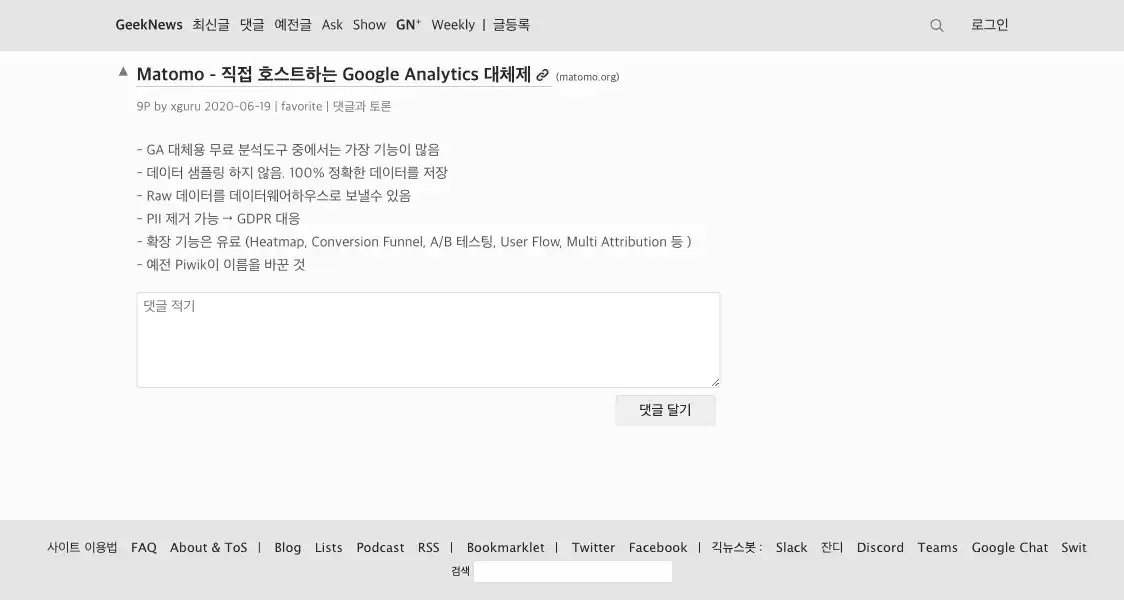 GeekNews 최신글 댓글 예전글 Ask Show GN⁺ Weekly | 글등록 로그인
▲ Matomo - 직접 호스트하는 Google Analytics 대체제 (matomo.org)
9P by xguru 2020-06-19 | favorite | 댓글과 토론
- GA 대체용 무료 분석도구 중에서는 가장 기능이 많음
- 데이터 샘플링 하지 않음. 100% 정확한 데이터를 저장
- Raw 데이터를 데이터웨어하우스로 보낼수 있음
- PII 제거 가능 → GDPR 대응
- 확장 기능은 유료 (Heatmap, Conversion Funnel, A/B 테스팅, User Flow, Multi Attribution 등 )
- 예전 Piwik이 이름을 바꾼 것
댓글 적기
댓글 달기
사이트 이용법 FAQ About & ToS | Blog Lists Podcast RSS | Bookmarklet | Twitter Facebook | 긱뉴스봇 : Slack 잔디 Discord Teams Google Chat Swit
검색